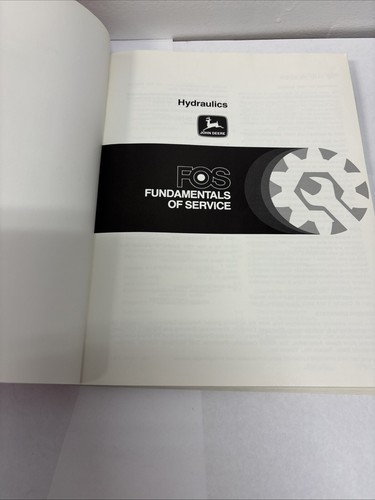 Hydraulics
JOHN DEERE
FOS
FUNDAMENTALS
OF SERVICE